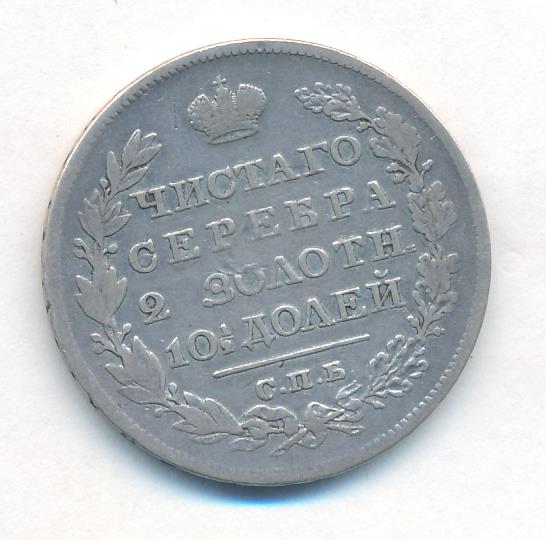 ЧИСТАГО
СЕРЕБРА
2 ЗОЛОТН.
10½ ДОЛЕЙ
С.П.Б.